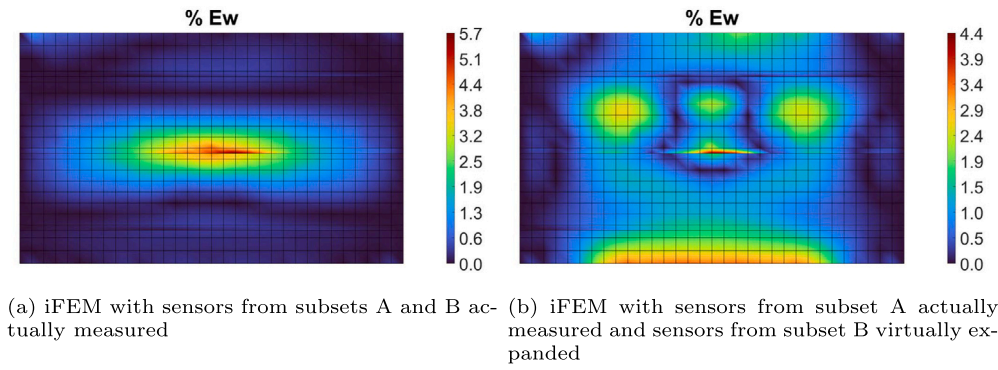 % Ew
5.7
5.1
4.4
3.8
3.2
2.5
1.9
1.3
0.6
0.0
% Ew
4.4
3.9
3.4
2.9
2.4
2.0
1.5
1.0
0.5
0.0
(a) iFEM with sensors from subsets A and B ac-
tually measured
(b) iFEM with sensors from subset A actually
measured and sensors from subset B virtually ex-
panded